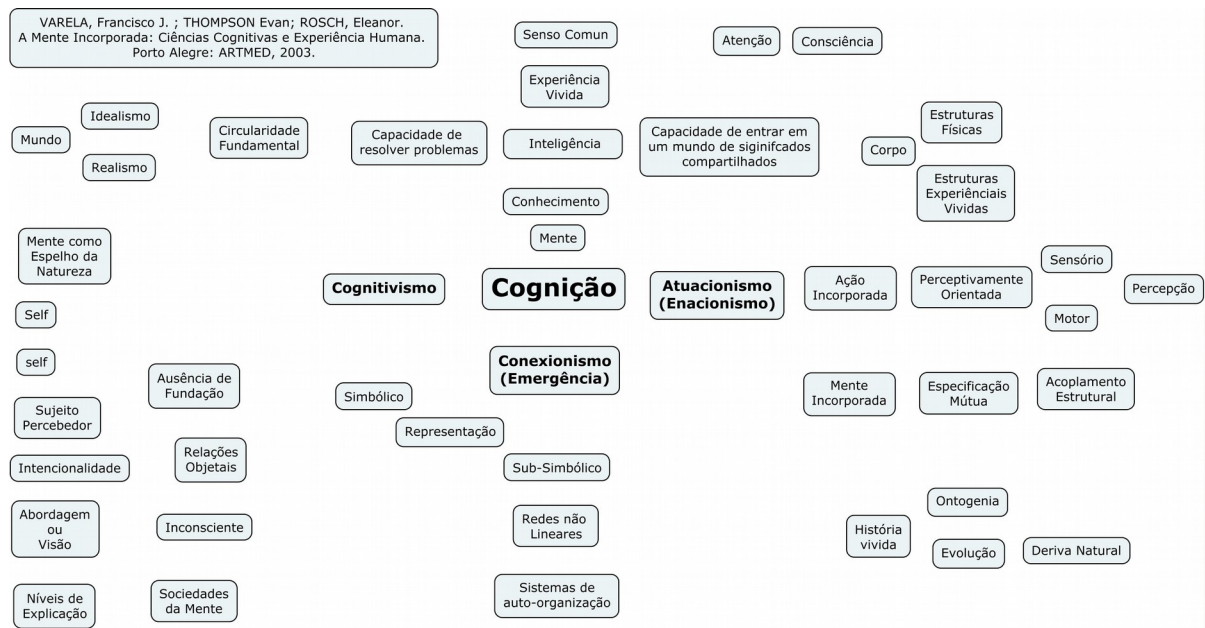 VARELA, Francisco J. ; THOMPSON Evan; ROSCH, Eleanor.
A Mente Incorporada: Ciências Cognitivas e Experiência Humana.
Porto Alegre: ARTMED, 2003.
Senso Comun
Atenção
Consciência
Experiência
Vivida
Mundo
Idealismo
Realismo
Circularidade
Fundamental
Capacidade de
resolver problemas
Inteligência
Capacidade de entrar em
um mundo de siginifcados
compartilhados
Corpo
Estruturas
Físicas
Estruturas
Experiênciais
Vividas
Conhecimento
Mente
Mente como
Espelho da
Natureza
Cognitivismo
Cognição
Atuacionismo
(Enacionismo)
Ação
Incorporada
Perceptivamente
Orientada
Sensório
Motor
Percepção
Self
self
Ausência de
Fundação
Conexionismo
(Emergência)
Simbólico
Representação
Mente
Incorporada
Especificação
Mútua
Acoplamento
Estrutural
Sujeito
Percebedor
Relações
Objetais
Intencionalidade
Sub-Simbólico
Abordagem
ou
Visão
Inconsciente
Redes não
Lineares
História
vivida
Ontogenia
Evolução
Deriva Natural
Níveis de
Explicação
Sociedades
da Mente
Sistemas de
auto-organização